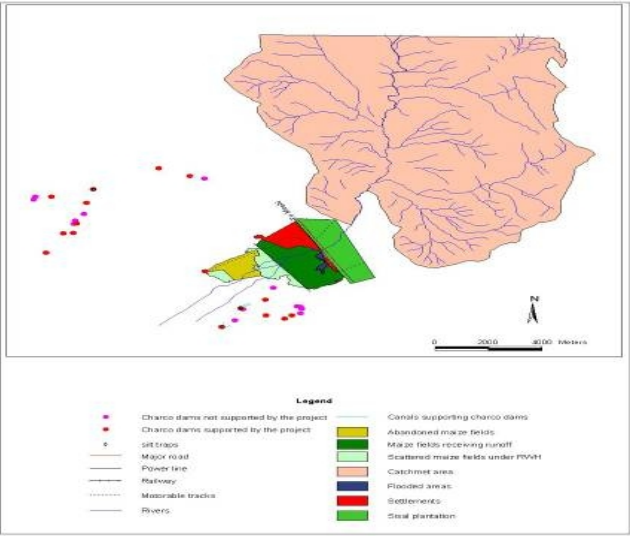 N
0 2000 4000 Meters
Legend
Charco dams not supported by the project
Charco dams supported by the project
silt traps
Major road
Power line
Railway
Motorable tracks
Rivers
Canals supporting charco dams
Abandoned maize fields
Maize fields receiving runoff
Scattered maize fields under RWH
Catchmet area
Flooded areas
Settlements
Sisal plantation